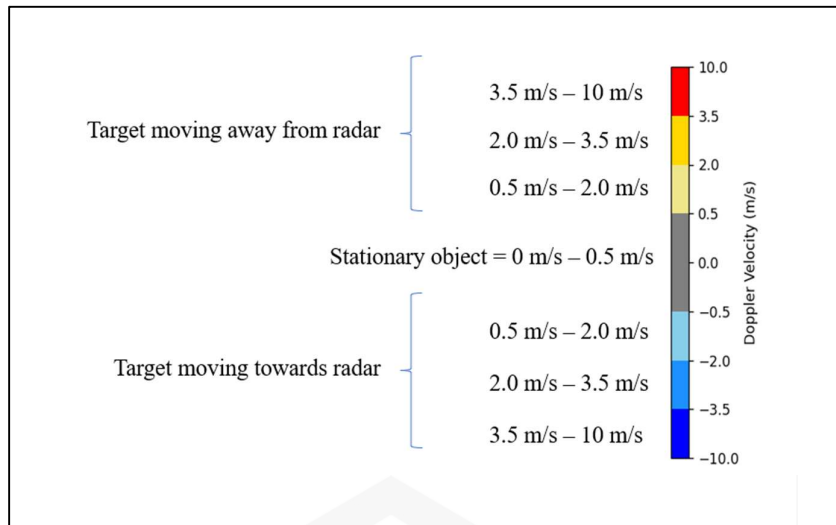 Target moving away from radar
3.5 m/s – 10 m/s
2.0 m/s – 3.5 m/s
0.5 m/s – 2.0 m/s
Stationary object = 0 m/s – 0.5 m/s
Target moving towards radar
0.5 m/s – 2.0 m/s
2.0 m/s – 3.5 m/s
3.5 m/s – 10 m/s
10.0
3.5
2.0
0.5
0.0
−0.5
−2.0
−3.5
−10.0
Doppler Velocity (m/s)